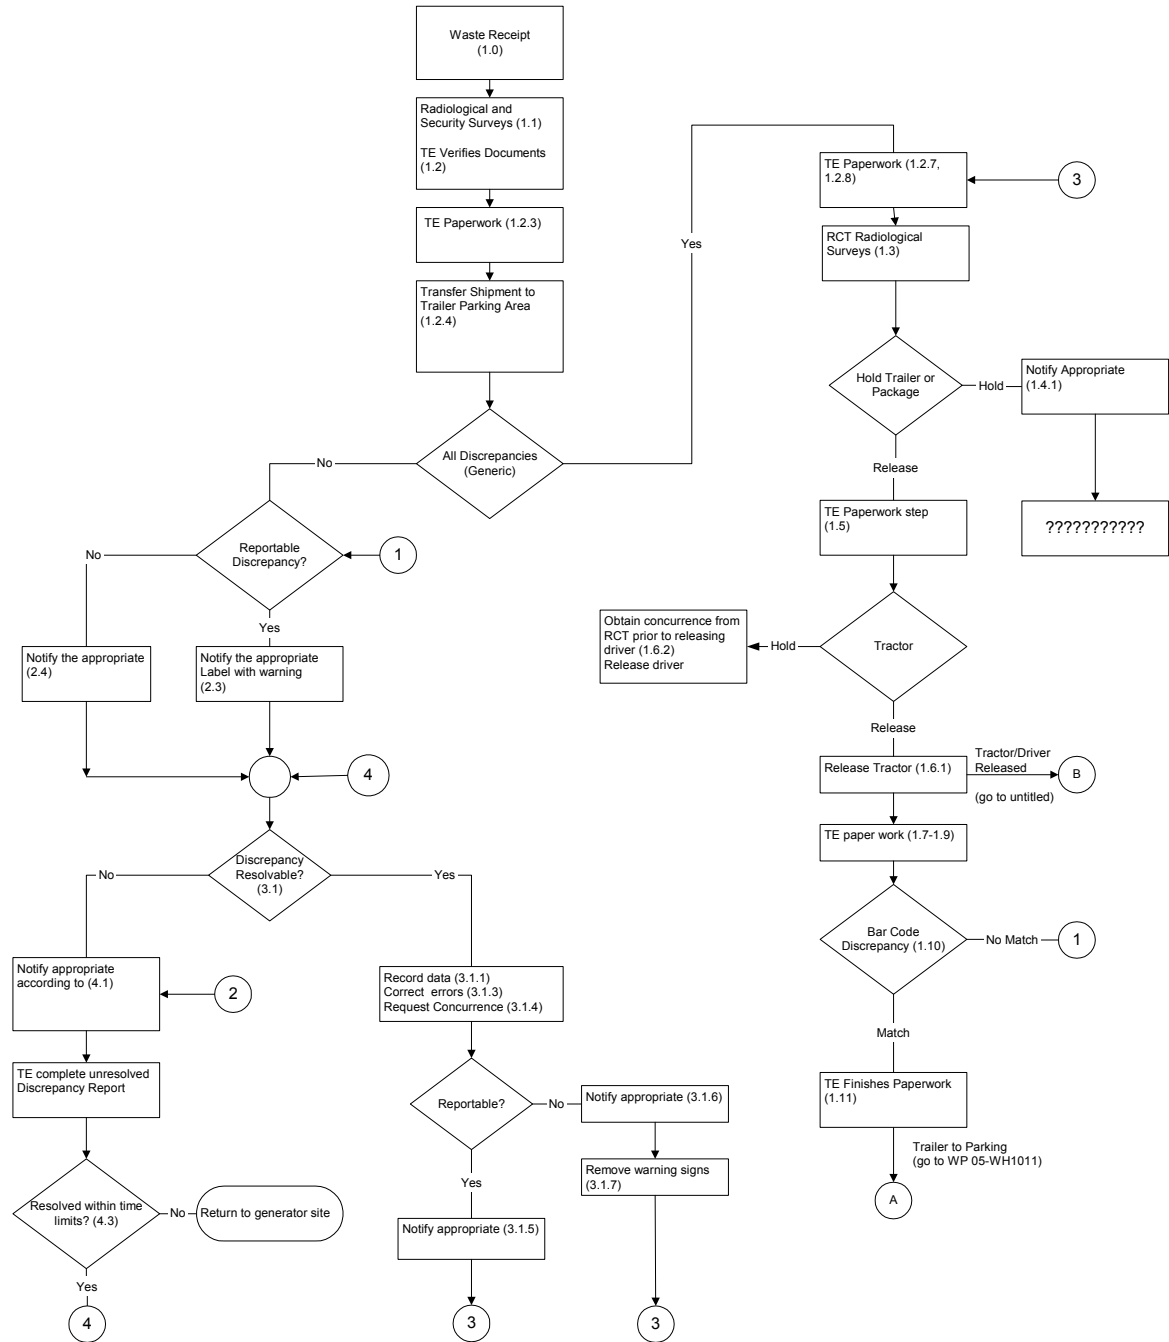 Waste Receipt
(1.0)
Radiological and
Security Surveys (1.1)
TE Verifies Documents
(1.2)
TE Paperwork (1.2.3)
Transfer Shipment to
Trailer Parking Area
(1.2.4)
All Discrepancies
(Generic)
No
Yes
Reportable
Discrepancy?
1
No
Yes
Notify the appropriate
(2.4)
Notify the appropriate
Label with warning
(2.3)
4
Discrepancy
Resolvable?
(3.1)
No
Yes
Notify appropriate
according to (4.1)
2
TE complete unresolved
Discrepancy Report
Resolved within time
limits? (4.3)
No
Return to generator site
Yes
4
Record data (3.1.1)
Correct errors (3.1.3)
Request Concurrence (3.1.4)
Reportable?
No
Notify appropriate (3.1.6)
Remove warning signs
(3.1.7)
3
Yes
Notify appropriate (3.1.5)
3
TE Paperwork (1.2.7,
1.2.8)
3
RCT Radiological
Surveys (1.3)
Hold Trailer or
Package
Hold
Notify Appropriate
(1.4.1)
???????????
Release
TE Paperwork step
(1.5)
Tractor
Hold
Obtain concurrence from
RCT prior to releasing
driver (1.6.2)
Release driver
Release
Release Tractor (1.6.1)
Tractor/Driver
Released
(go to untitled)
B
TE paper work (1.7-1.9)
Bar Code
Discrepancy (1.10)
No Match
1
Match
TE Finishes Paperwork
(1.11)
Trailer to Parking
(go to WP 05-WH1011)
A